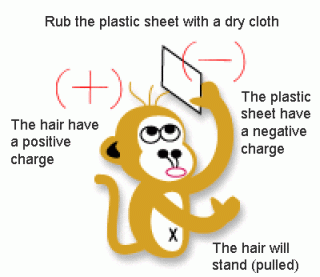 Rub the plastic sheet with a dry cloth
(+)
(−)
The hair have
a positive
charge
The plastic
sheet have
a negative
charge
X
The hair will
stand (pulled)